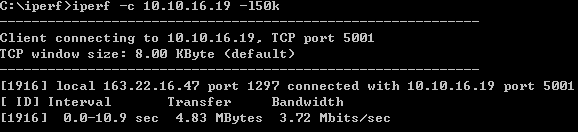 C:\iperf>iperf -c 10.10.16.19 -l50k
------------------------------------------------------------
Client connecting to 10.10.16.19, TCP port 5001
TCP window size: 8.00 KByte (default)
------------------------------------------------------------
[1916] local 163.22.16.47 port 1297 connected with 10.10.16.19 port 5001
[ ID] Interval       Transfer     Bandwidth
[1916]  0.0-10.9 sec  4.83 MBytes  3.72 Mbits/sec